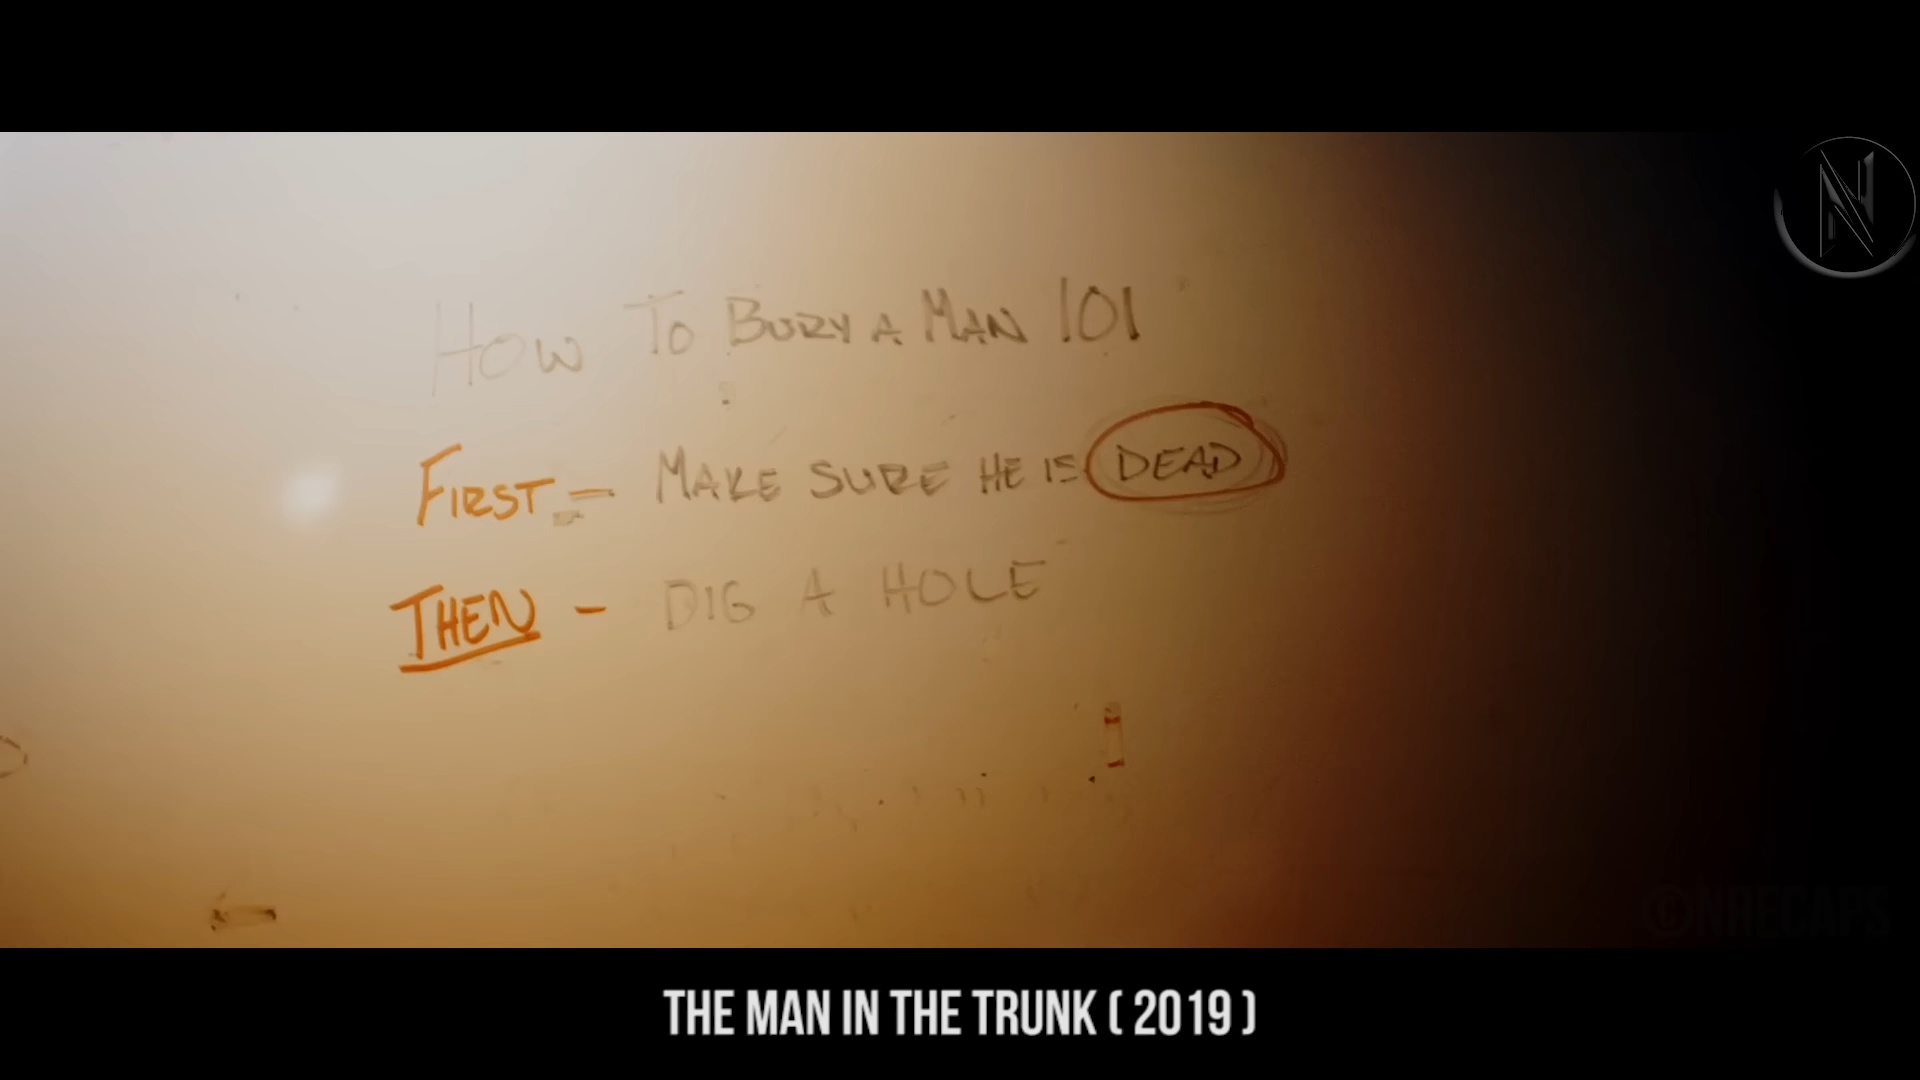 HOW TO BURY A MAN 101
FIRST - MAKE SURE HE IS DEAD
THEN - DIG A HOLE
©NRECAPS
THE MAN IN THE TRUNK ( 2019 )